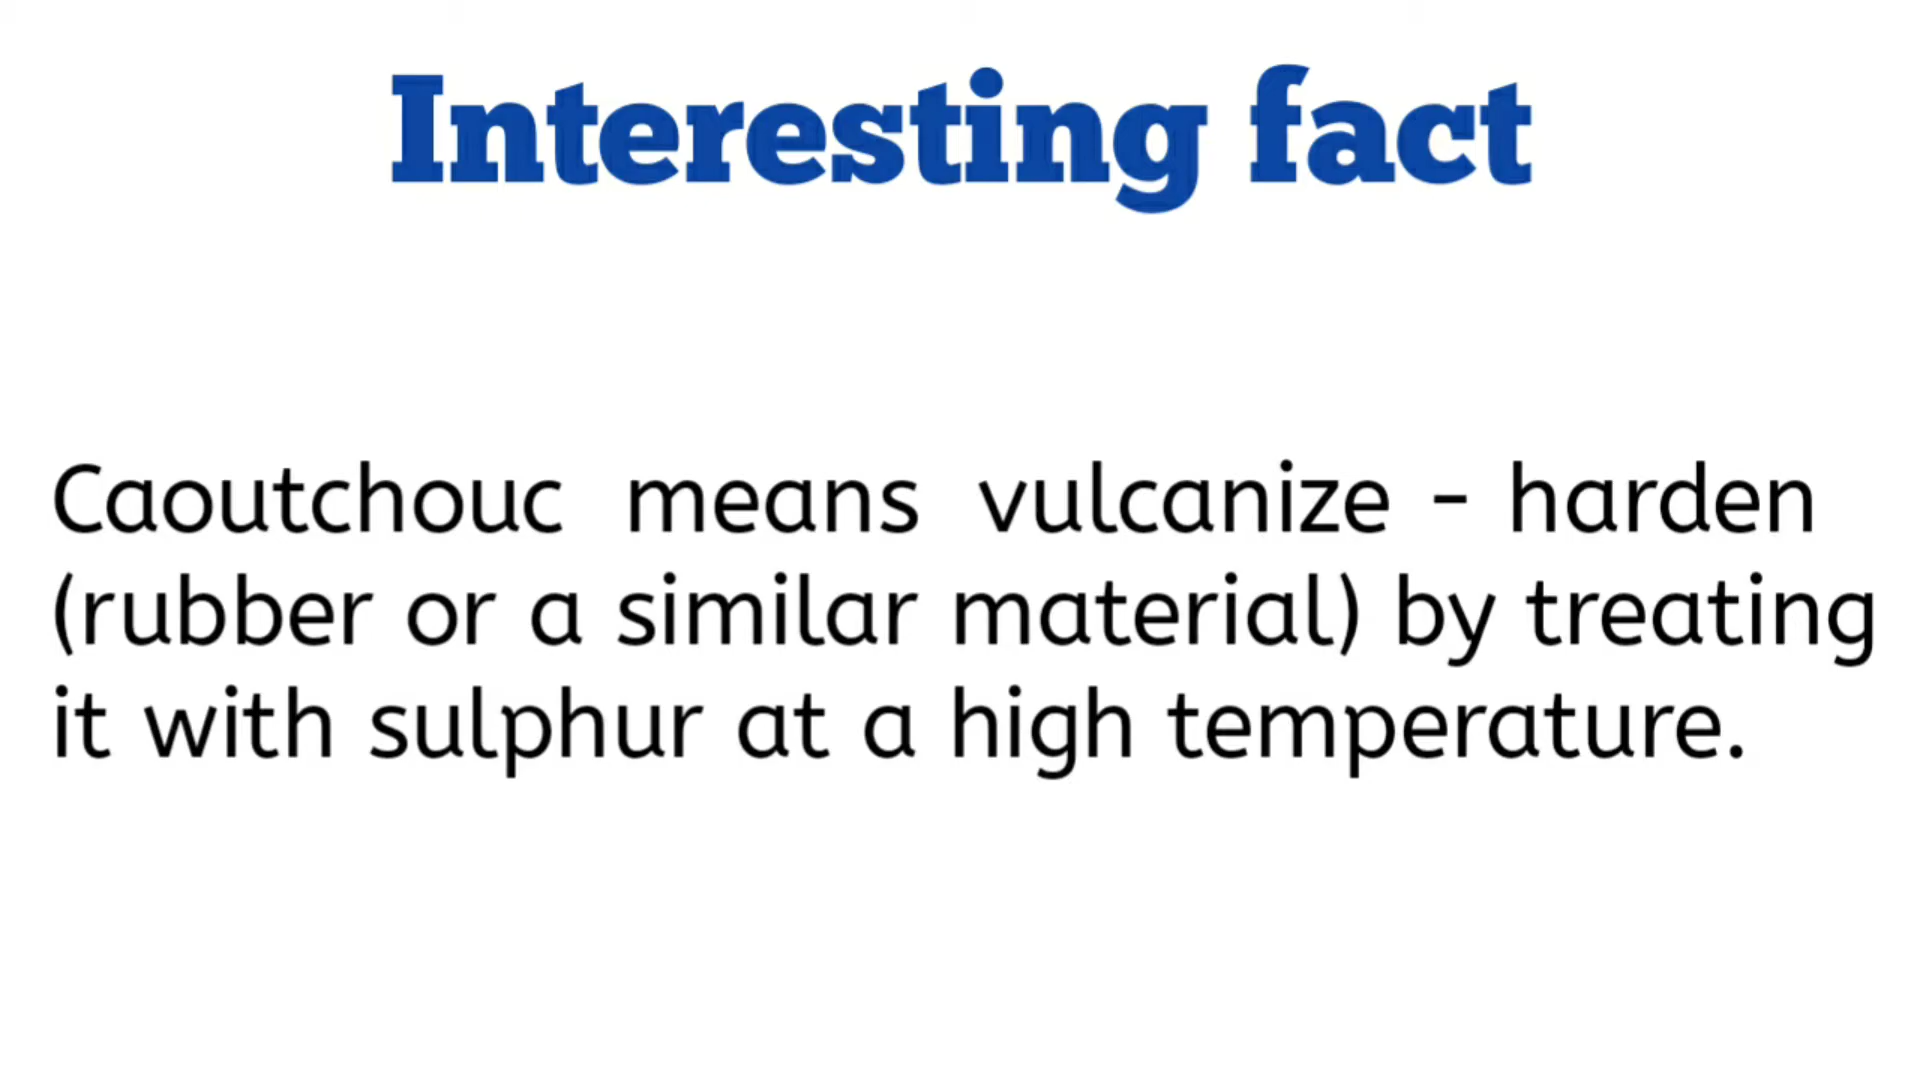 Interesting fact
Caoutchouc means vulcanize - harden
(rubber or a similar material) by treating
it with sulphur at a high temperature.